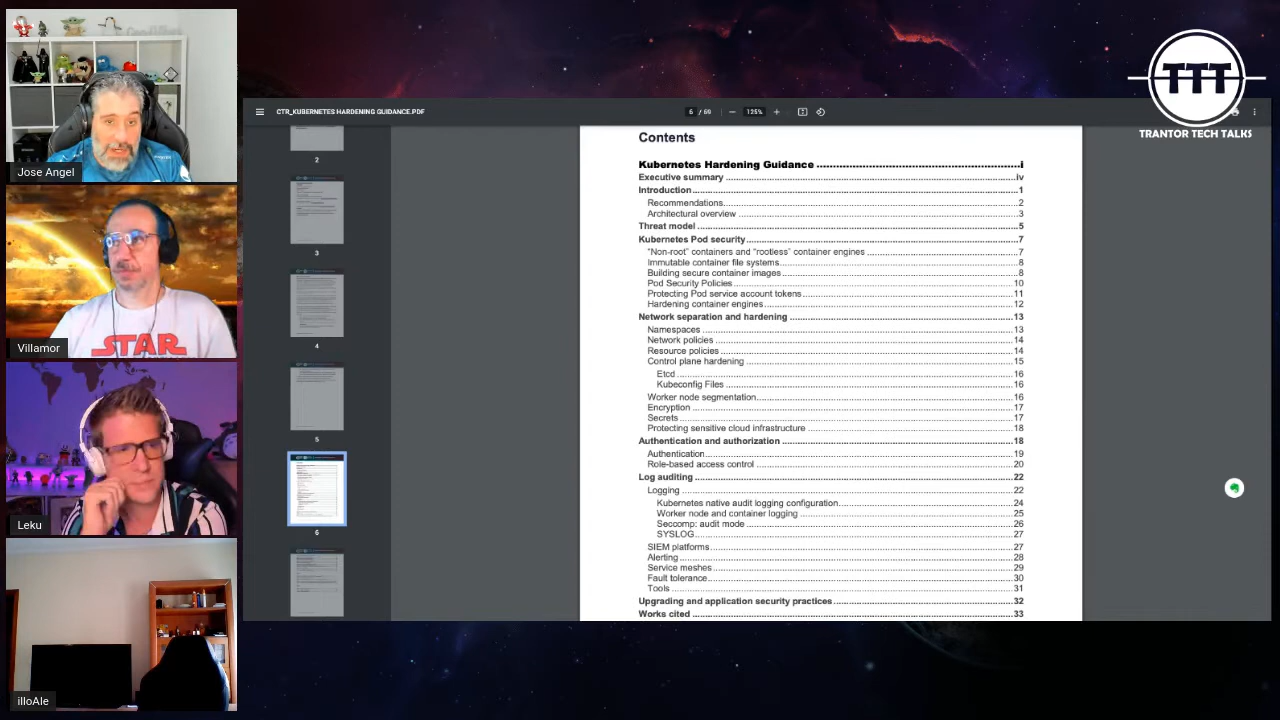 Jose Angel
Villamor
STAR
Leku
illoAle
TTT
TRANTOR TECH TALKS
CTR_KUBERNETES HARDENING GUIDANCE.PDF
6 / 69
125%
2
3
4
5
6
Contents
Kubernetes Hardening Guidance i
Executive summary iv
Introduction 1
Recommendations 2
Architectural overview 3
Threat model 5
Kubernetes Pod security 7
"Non-root" containers and "rootless" container engines 7
Immutable container file systems 8
Building secure container images 8
Pod Security Policies 10
Protecting Pod service account tokens 11
Hardening container engines 12
Network separation and hardening 13
Namespaces 13
Network policies 14
Resource policies 14
Control plane hardening 15
Etcd 16
Kubeconfig Files 16
Worker node segmentation 16
Encryption 17
Secrets 17
Protecting sensitive cloud infrastructure 18
Authentication and authorization 18
Authentication 19
Role-based access control 20
Log auditing 22
Logging 22
Kubernetes native audit logging configuration 24
Worker node and container logging 25
Seccomp: audit mode 26
SYSLOG 27
SIEM platforms 27
Alerting 28
Service meshes 29
Fault tolerance 30
Tools 31
Upgrading and application security practices 32
Works cited 33